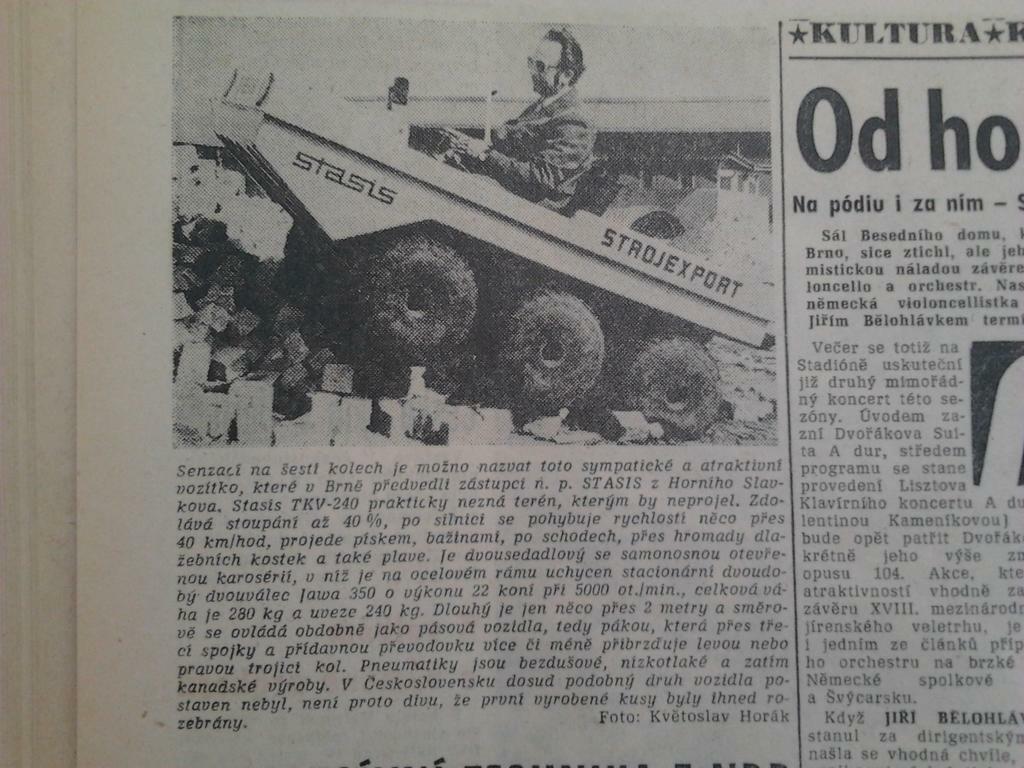 ★KULTURA★K
stasis
STROJEXPORT
Od ho
Na pódiu i za ním – S
Senzací na šesti kolech je možno nazvat toto sympatické a atraktivní
vozítko, které v Brně předvedli zástupci n. p. STASIS z Horního Slav-
kova. Stasis TKV-240 prakticky nezná terén, kterým by neprojel. Zdo-
lává stoupání až 40 %, po silnici se pohybuje rychlostí něco přes
40 km/hod, projede pískem, bažinami, po schodech, přes hromady dla-
žebních kostek a také plave. Je dvousedadlový se samonosnou otevře-
nou karosérií, v níž je na ocelovém rámu uchycen stacionární dvoudo-
bý dvouválec Jawa 350 o výkonu 22 koní při 5000 ot./min., celková vá-
ha je 280 kg a uveze 240 kg. Dlouhý je jen něco přes 2 metry a směro-
vě se ovládá obdobně jako pásová vozidla, tedy pákou, která přes tře-
cí spojky a přídavnou převodovku více či méně přibrzďuje levou nebo
pravou trojici kol. Pneumatiky jsou bezdušové, nízkotlaké a zatím
kanadské výroby. V Československu dosud podobný druh vozidla po-
staven nebyl, není proto divu, že první vyrobené kusy byly ihned ro-
zebrány.
Foto: Květoslav Horák
Sál Besedního domu, k
Brno, sice ztichl, ale jeh
mistickou náladou závěre
loncello a orchestr. Nas
německá violoncellistka
Jiřím Bělohlávkem termí
Večer se totiž na
Stadióně uskuteční
již druhý mimořád-
ný koncert této se-
zóny. Úvodem za-
zní Dvořákova Sui-
ta A dur, středem
programu se stane
provedení Lisztova
Klavírního koncertu A du
lentinou Kameníkovou)
bude opět patřit Dvořák
krétně jeho výše zm
opusu 104. Akce, kte
atraktivností vhodně za
závěru XVIII. mezinárod
jírenského veletrhu, je
i jedním ze článků příp
ho orchestru na brzké
Německé spolkové
a Švýcarsku.
Když JIŘÍ BĚLOHLÁV
stanul za dirigentským
našla se vhodná chvíle,